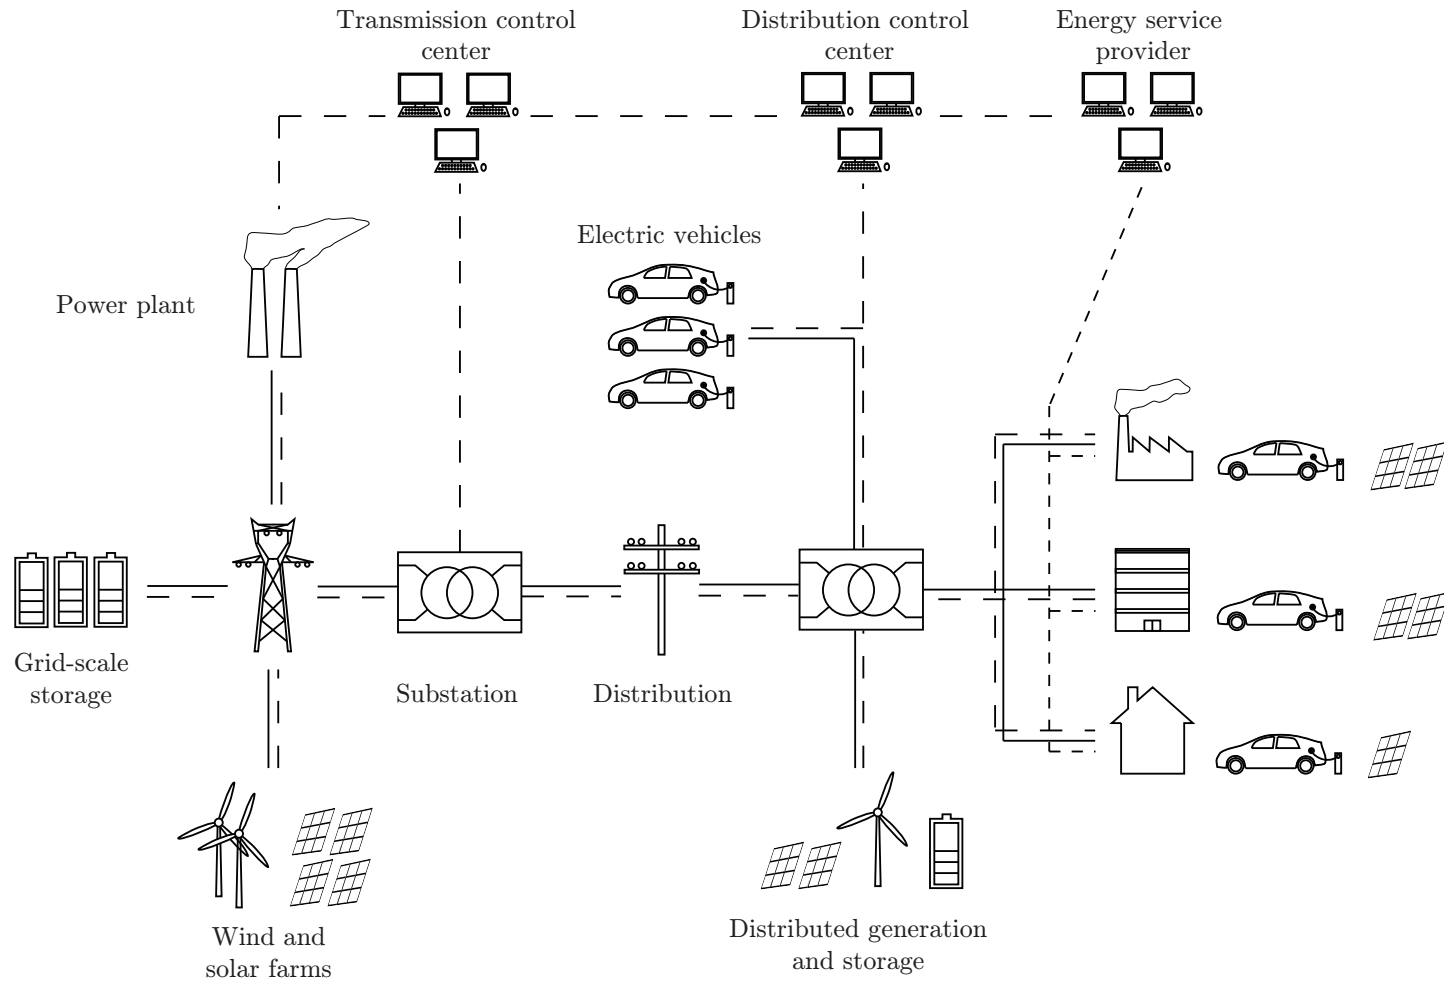 Transmission control
center
Distribution control
center
Energy service
provider
Electric vehicles
Power plant
Grid-scale
storage
Substation
Distribution
Wind and
solar farms
Distributed generation
and storage